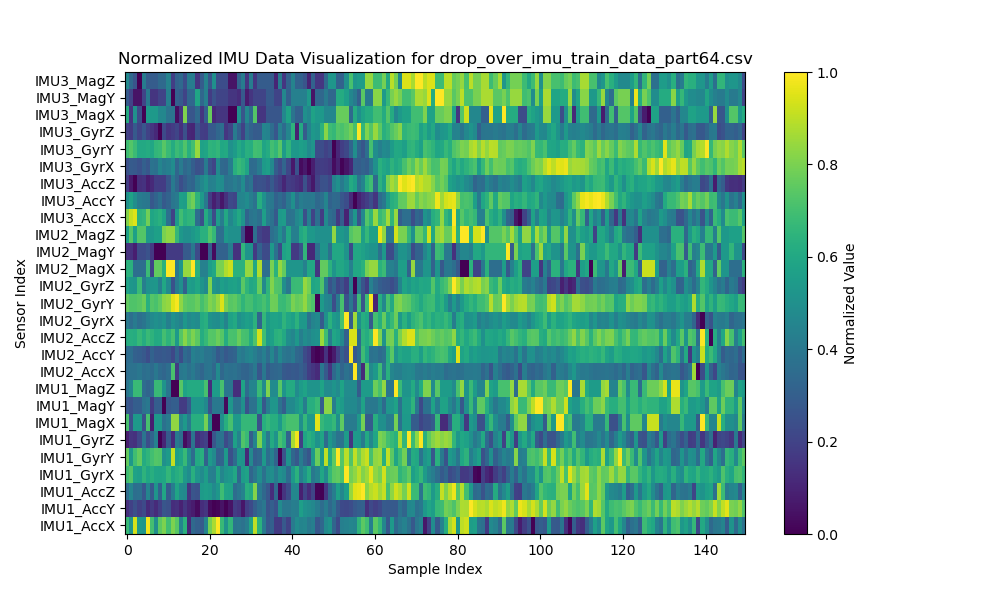 Normalized IMU Data Visualization for drop_over_imu_train_data_part64.csv
IMU3_MagZ
IMU3_MagY
IMU3_MagX
IMU3_GyrZ
IMU3_GyrY
IMU3_GyrX
IMU3_AccZ
IMU3_AccY
IMU3_AccX
IMU2_MagZ
IMU2_MagY
IMU2_MagX
IMU2_GyrZ
IMU2_GyrY
IMU2_GyrX
IMU2_AccZ
IMU2_AccY
IMU2_AccX
IMU1_MagZ
IMU1_MagY
IMU1_MagX
IMU1_GyrZ
IMU1_GyrY
IMU1_GyrX
IMU1_AccZ
IMU1_AccY
IMU1_AccX
Sensor Index
0 20 40 60 80 100 120 140
Sample Index
1.0
0.8
0.6
0.4
0.2
0.0
Normalized Value